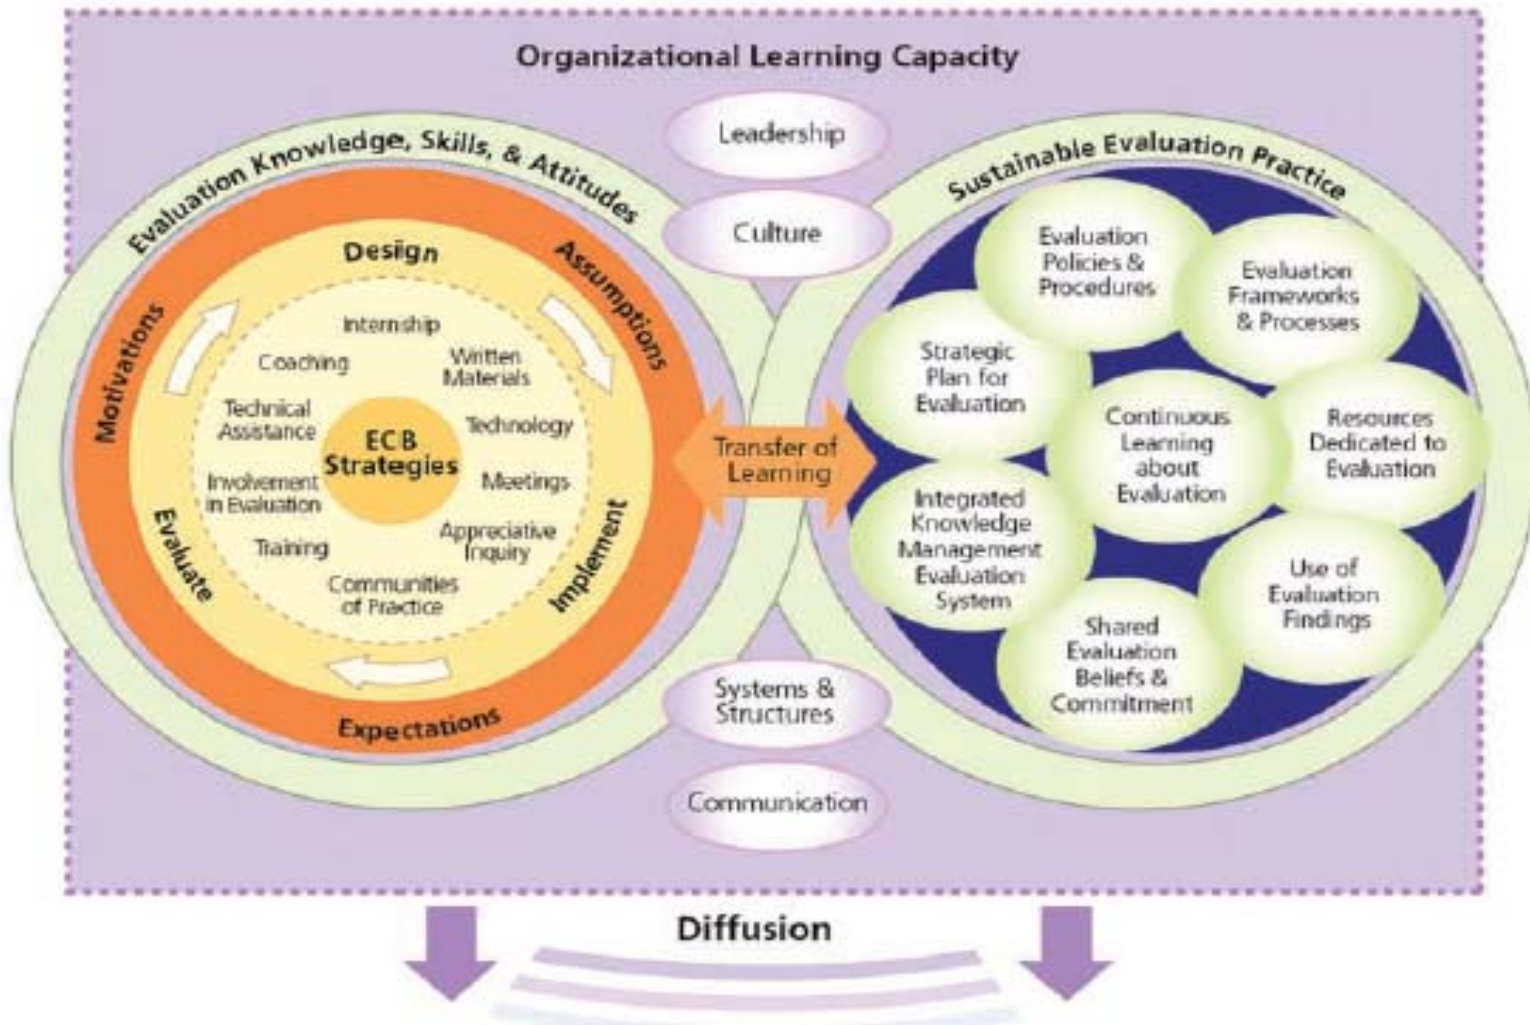 Organizational Learning Capacity
Leadership
Culture
Evaluation Knowledge, Skills, & Attitudes
Motivations
Assumptions
Expectations
Design
Implement
Evaluate
Internship
Coaching
Written
Materials
Technical
Assistance
Technology
ECB
Strategies
Involvement
in Evaluation
Meetings
Training
Appreciative
Inquiry
Communities
of Practice
Transfer of
Learning
Sustainable Evaluation Practice
Evaluation
Policies &
Procedures
Evaluation
Frameworks
& Processes
Strategic
Plan for
Evaluation
Continuous
Learning
about
Evaluation
Resources
Dedicated to
Evaluation
Integrated
Knowledge
Management
Evaluation
System
Use of
Evaluation
Findings
Shared
Evaluation
Beliefs &
Commitment
Systems &
Structures
Communication
Diffusion